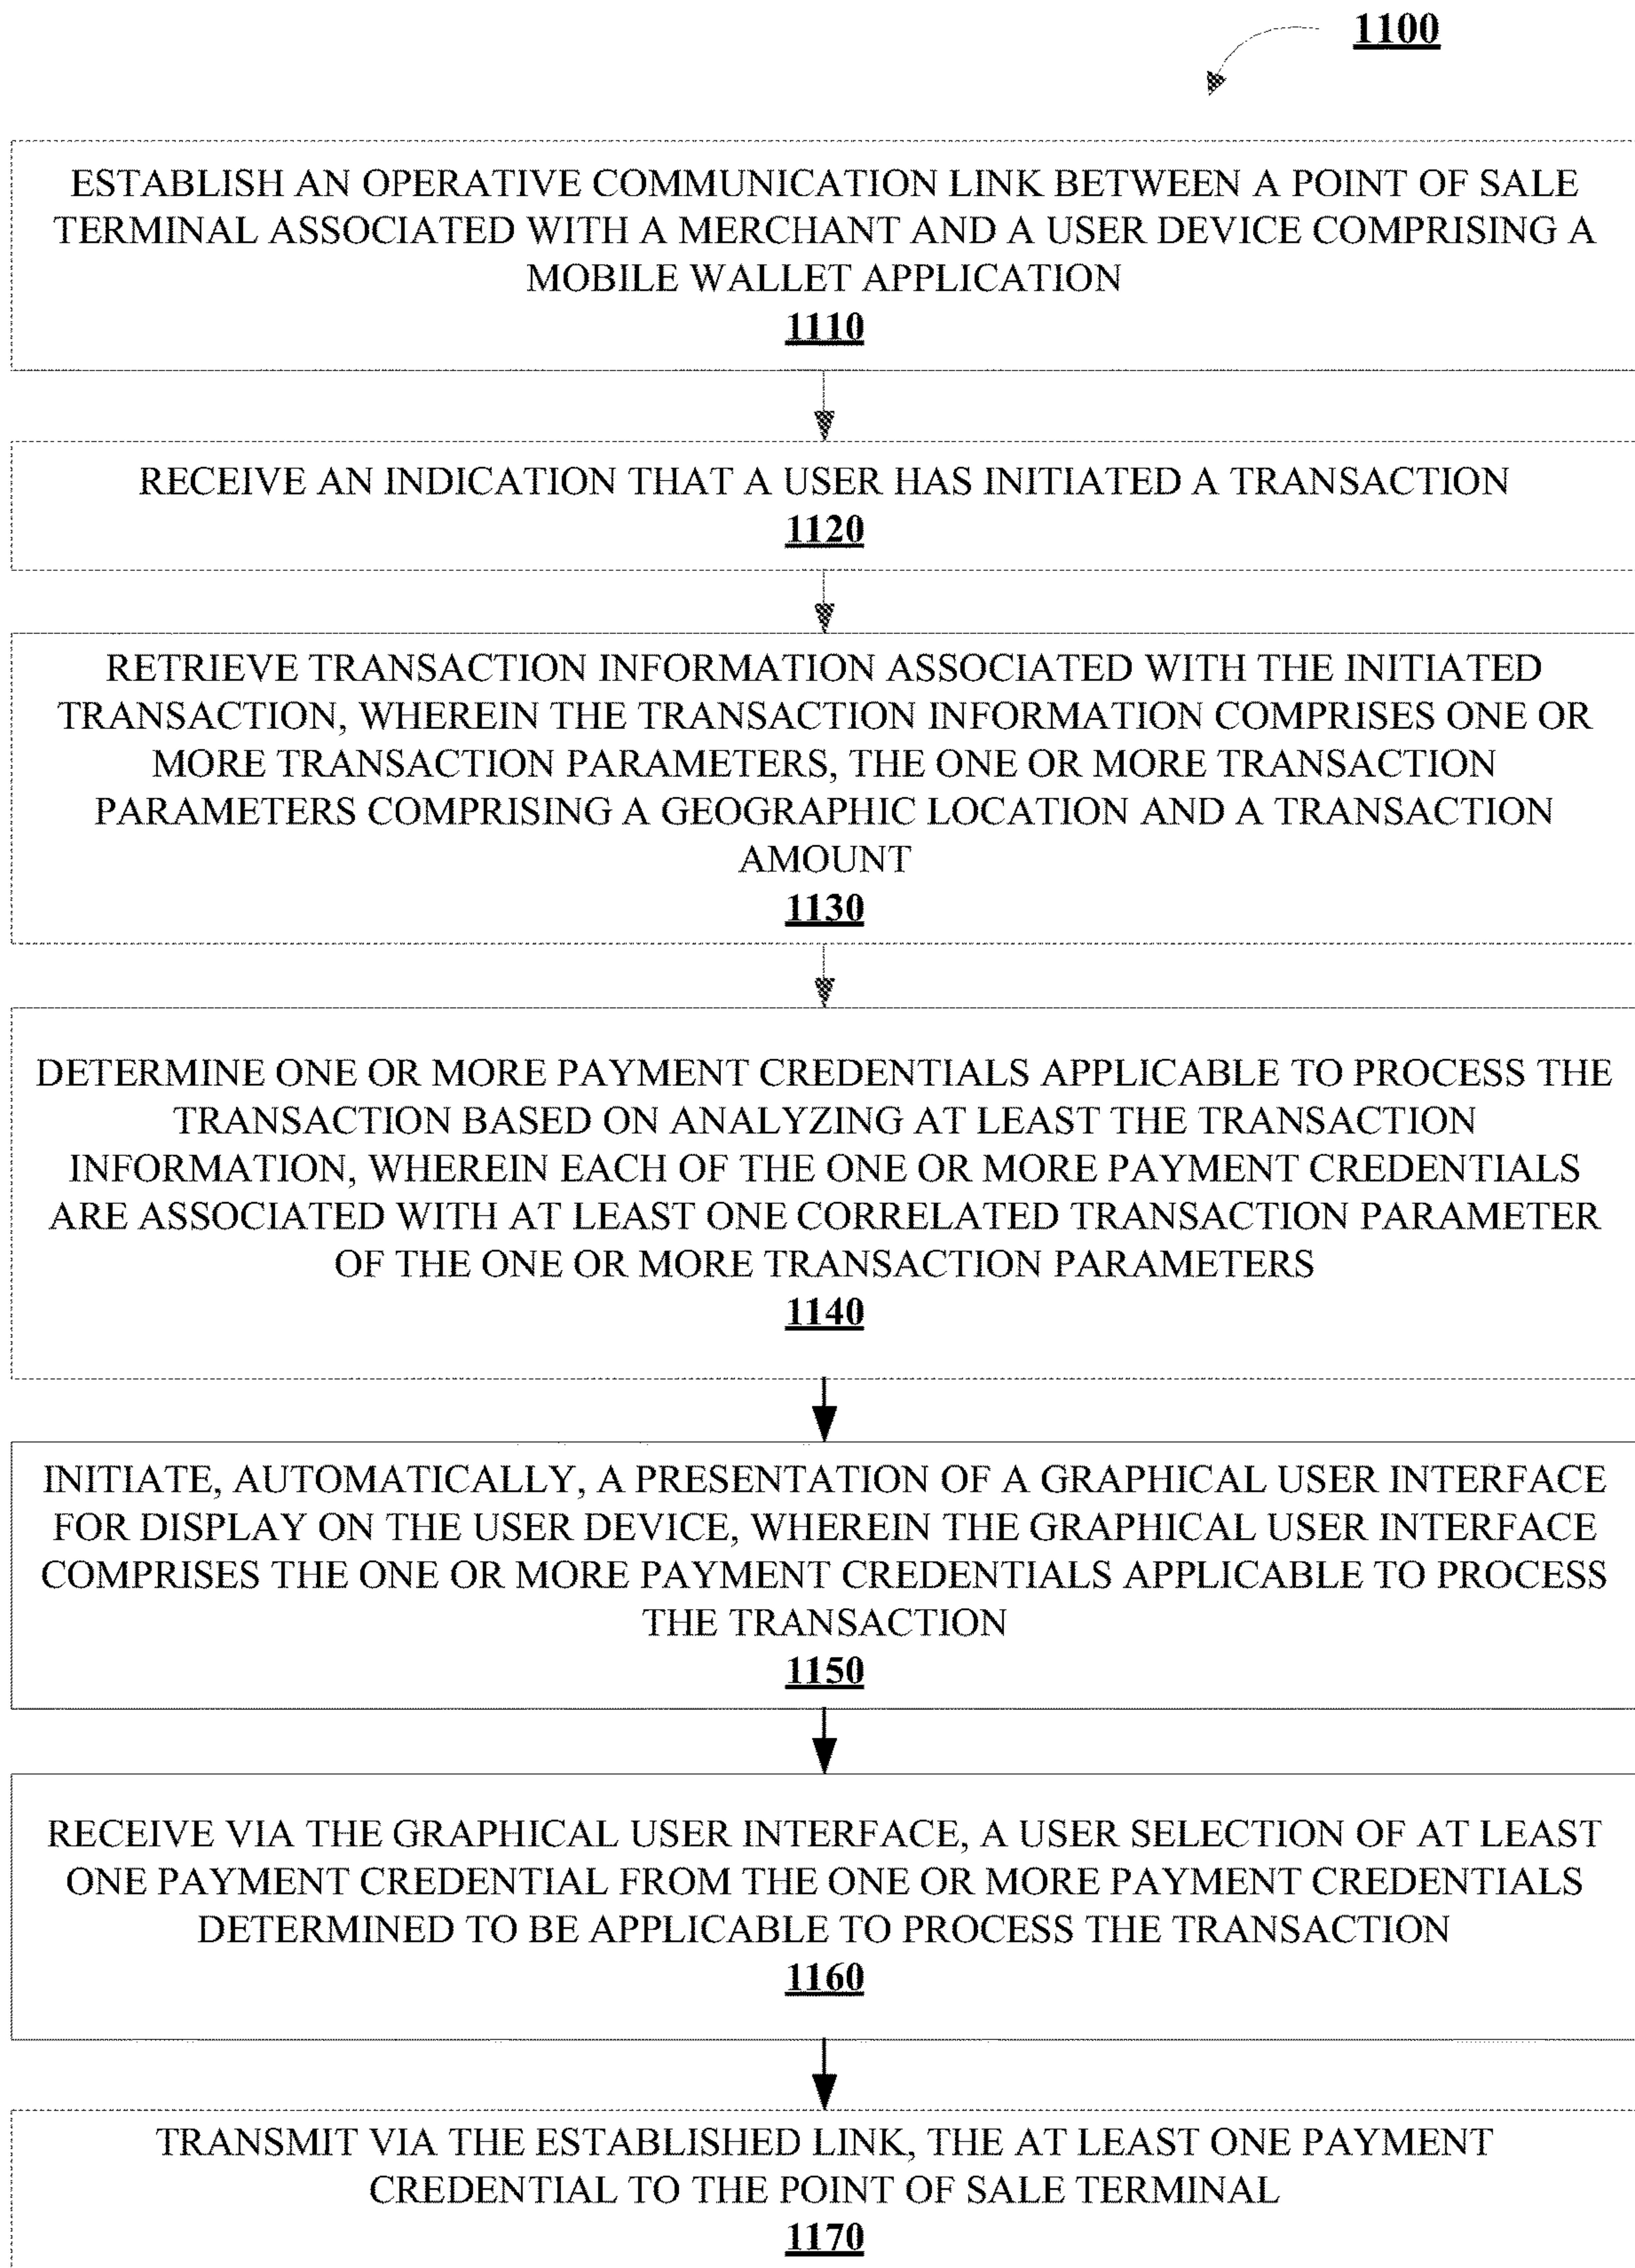 1100
ESTABLISH AN OPERATIVE COMMUNICATION LINK BETWEEN A POINT OF SALE
TERMINAL ASSOCIATED WITH A MERCHANT AND A USER DEVICE COMPRISING A
MOBILE WALLET APPLICATION
1110
RECEIVE AN INDICATION THAT A USER HAS INITIATED A TRANSACTION
1120
RETRIEVE TRANSACTION INFORMATION ASSOCIATED WITH THE INITIATED
TRANSACTION, WHEREIN THE TRANSACTION INFORMATION COMPRISES ONE OR
MORE TRANSACTION PARAMETERS, THE ONE OR MORE TRANSACTION
PARAMETERS COMPRISING A GEOGRAPHIC LOCATION AND A TRANSACTION
AMOUNT
1130
DETERMINE ONE OR MORE PAYMENT CREDENTIALS APPLICABLE TO PROCESS THE
TRANSACTION BASED ON ANALYZING AT LEAST THE TRANSACTION
INFORMATION, WHEREIN EACH OF THE ONE OR MORE PAYMENT CREDENTIALS
ARE ASSOCIATED WITH AT LEAST ONE CORRELATED TRANSACTION PARAMETER
OF THE ONE OR MORE TRANSACTION PARAMETERS
1140
INITIATE, AUTOMATICALLY, A PRESENTATION OF A GRAPHICAL USER INTERFACE
FOR DISPLAY ON THE USER DEVICE, WHEREIN THE GRAPHICAL USER INTERFACE
COMPRISES THE ONE OR MORE PAYMENT CREDENTIALS APPLICABLE TO PROCESS
THE TRANSACTION
1150
RECEIVE VIA THE GRAPHICAL USER INTERFACE, A USER SELECTION OF AT LEAST
ONE PAYMENT CREDENTIAL FROM THE ONE OR MORE PAYMENT CREDENTIALS
DETERMINED TO BE APPLICABLE TO PROCESS THE TRANSACTION
1160
TRANSMIT VIA THE ESTABLISHED LINK, THE AT LEAST ONE PAYMENT
CREDENTIAL TO THE POINT OF SALE TERMINAL
1170